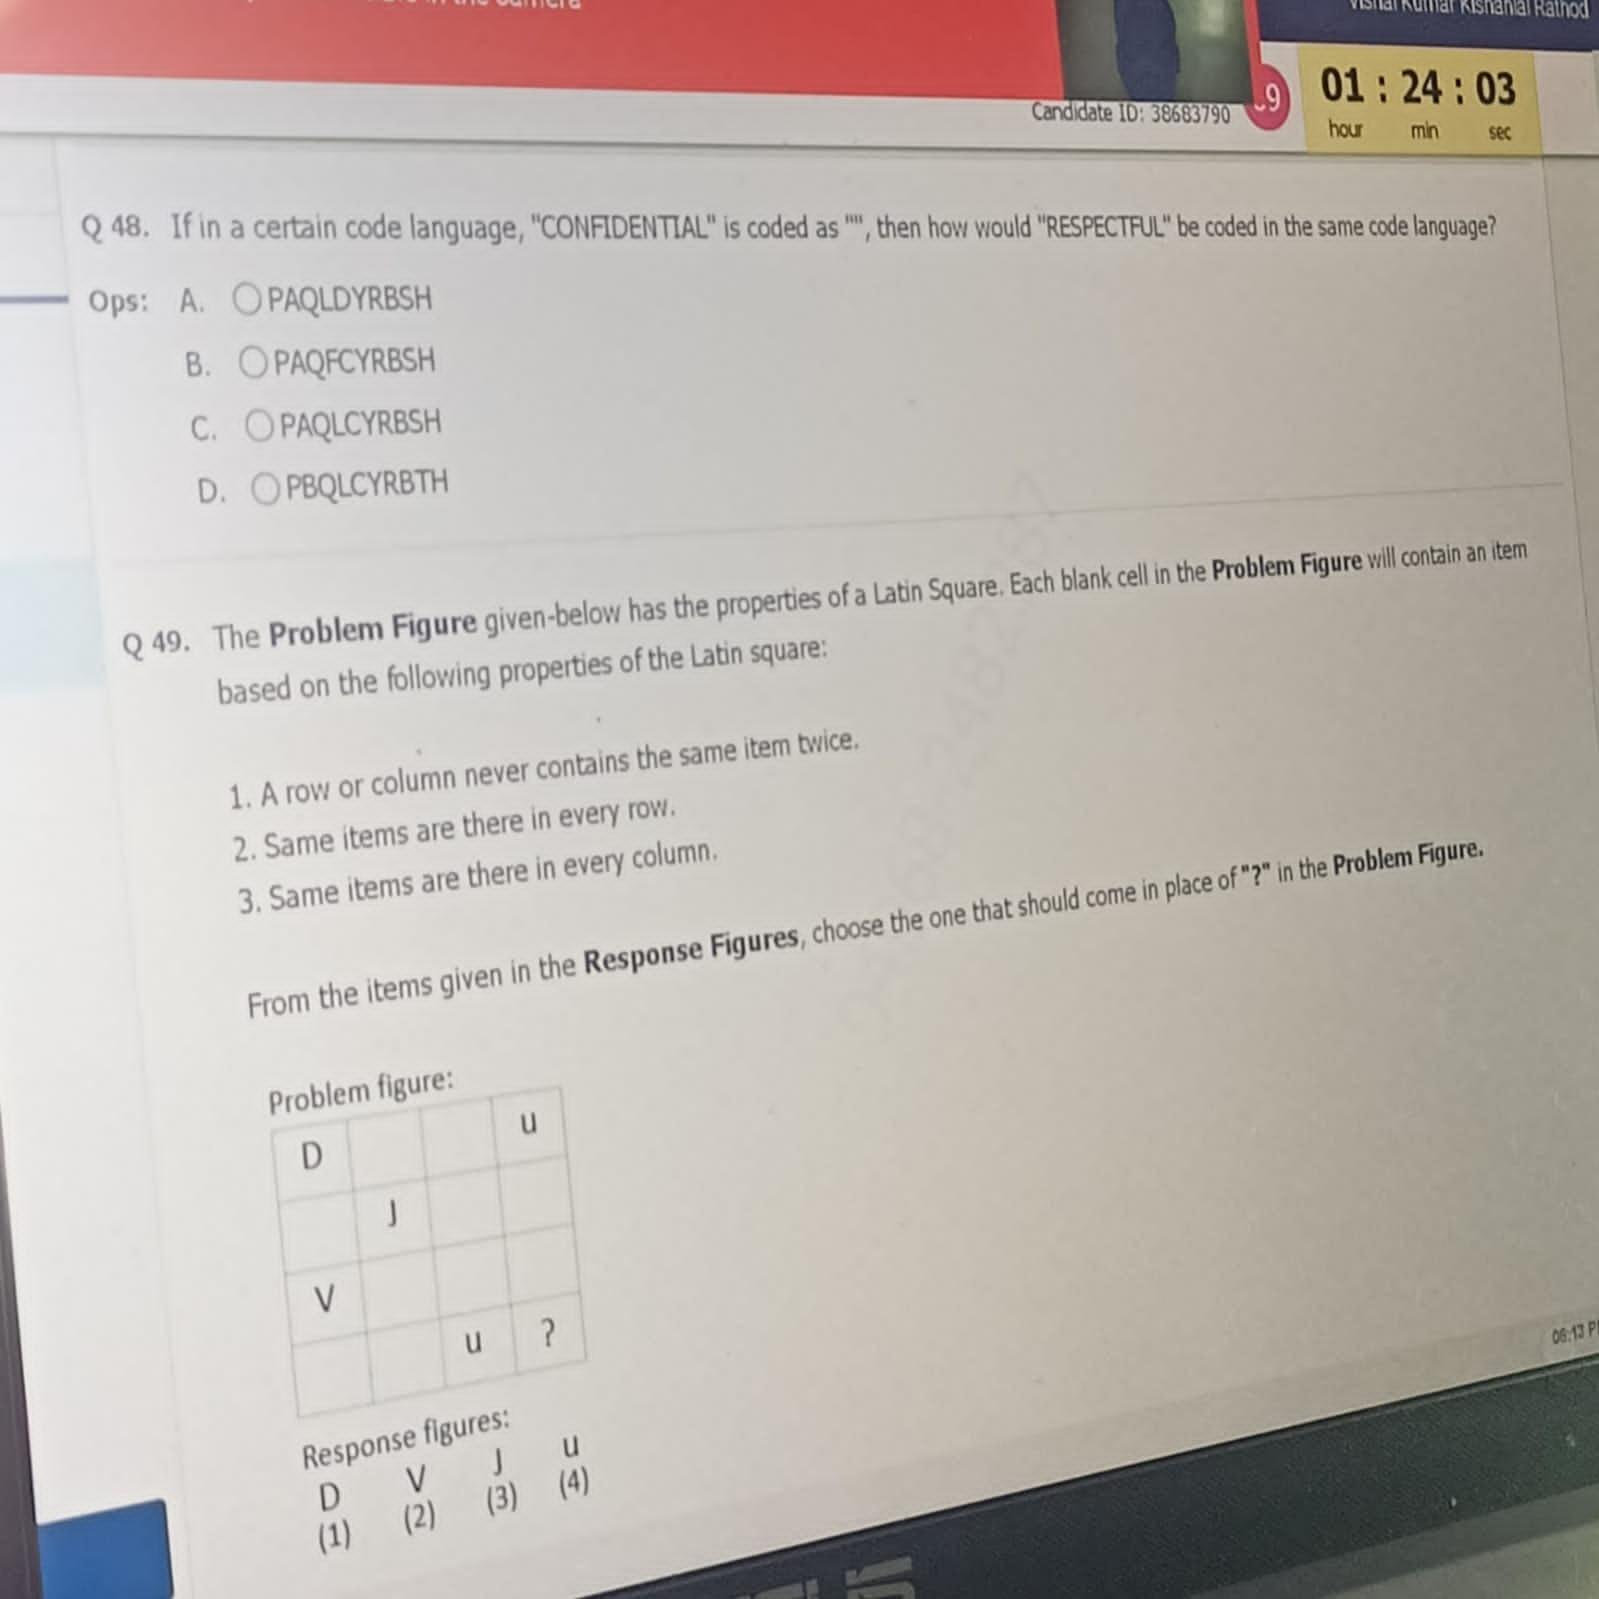 Candidate ID: 38683790
01 : 24 : 03
hour min sec
Q 48. If in a certain code language, "CONFIDENTIAL" is coded as "", then how would "RESPECTFUL" be coded in the same code language?
Ops: A. PAQLDYRBSH
B. PAQFCYRBSH
C. PAQLCYRBSH
D. PBQLCYRBTH
Q 49. The Problem Figure given-below has the properties of a Latin Square. Each blank cell in the Problem Figure will contain an item
based on the following properties of the Latin square:
1. A row or column never contains the same item twice.
2. Same items are there in every row.
3. Same items are there in every column.
From the items given in the Response Figures, choose the one that should come in place of "?" in the Problem Figure.
Problem figure:
D u
J
V
u ?
Response figures:
D V J u
(1) (2) (3) (4)